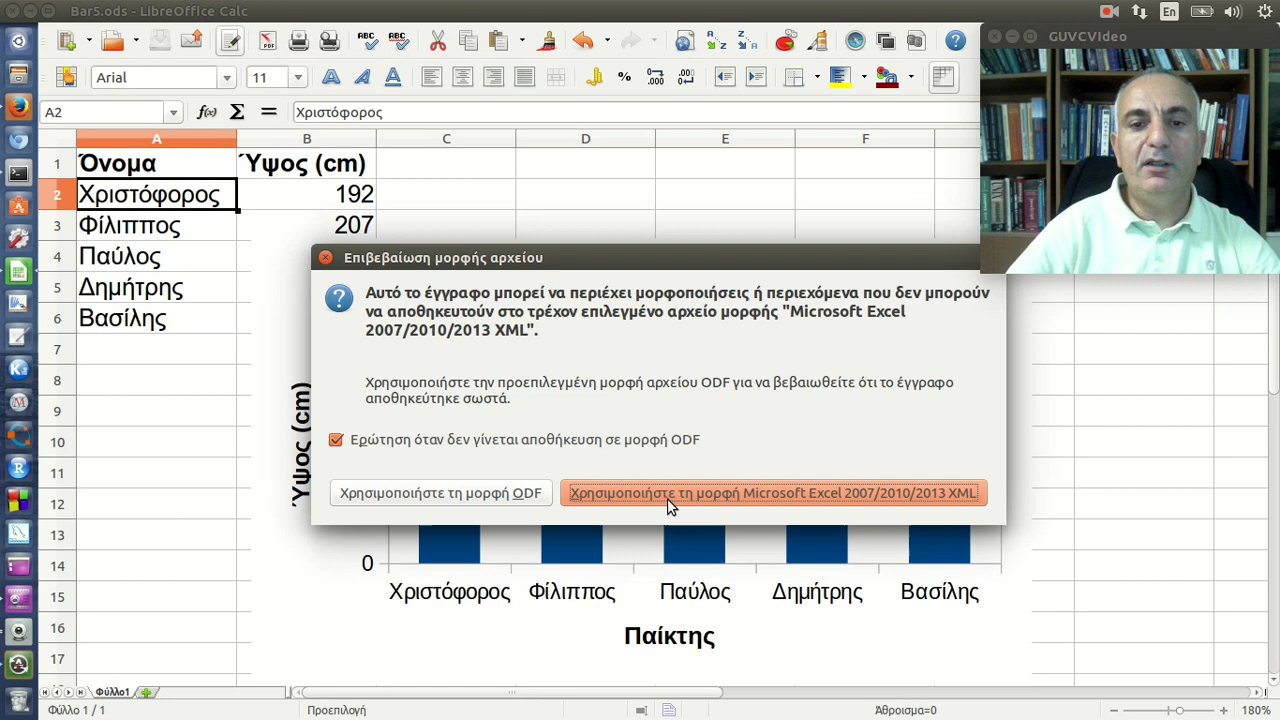 Bar5.ods - LibreOffice Calc
En
GUVCVIdeo
Arial
11
A2
Χριστόφορος
A B C D E F
1 Όνομα Ύψος (cm)
2 Χριστόφορος 192
3 Φίλιππος 207
4 Παύλος
5 Δημήτρης
6 Βασίλης
7
8
9
10
11
12
13
14
15
16
17
Επιβεβαίωση μορφής αρχείου
Αυτό το έγγραφο μπορεί να περιέχει μορφοποιήσεις ή περιεχόμενα που δεν μπορούν
να αποθηκευτούν στο τρέχον επιλεγμένο αρχείο μορφής "Microsoft Excel
2007/2010/2013 XML".
Χρησιμοποιήστε την προεπιλεγμένη μορφή αρχείου ODF για να βεβαιωθείτε ότι το έγγραφο
αποθηκεύτηκε σωστά.
Ερώτηση όταν δεν γίνεται αποθήκευση σε μορφή ODF
Χρησιμοποιήστε τη μορφή ODF
Χρησιμοποιήστε τη μορφή Microsoft Excel 2007/2010/2013 XML
Ύψος (cm)
0
Χριστόφορος Φίλιππος Παύλος Δημήτρης Βασίλης
Παίκτης
Φύλλο1
Φύλλο 1 / 1
Προεπιλογή
Άθροισμα=0
180%